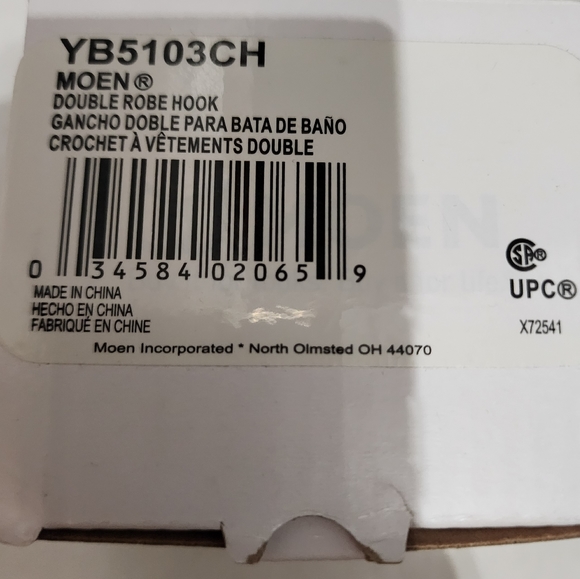 YB5103CH
MOEN®
DOUBLE ROBE HOOK
GANCHO DOBLE PARA BATA DE BAÑO
CROCHET À VÊTEMENTS DOUBLE
0 34584 02065 9
MADE IN CHINA
HECHO EN CHINA
FABRIQUÉ EN CHINE
SP®
UPC®
X72541
Moen Incorporated * North Olmsted OH 44070